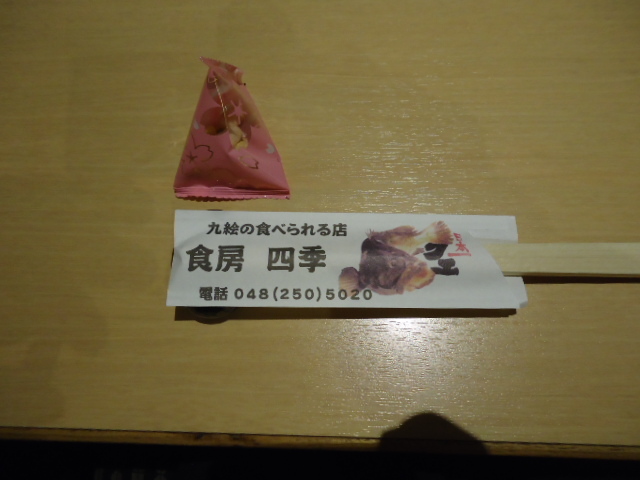 九絵の食べられる店
食房 四季
クエ
電話 048(250)5020